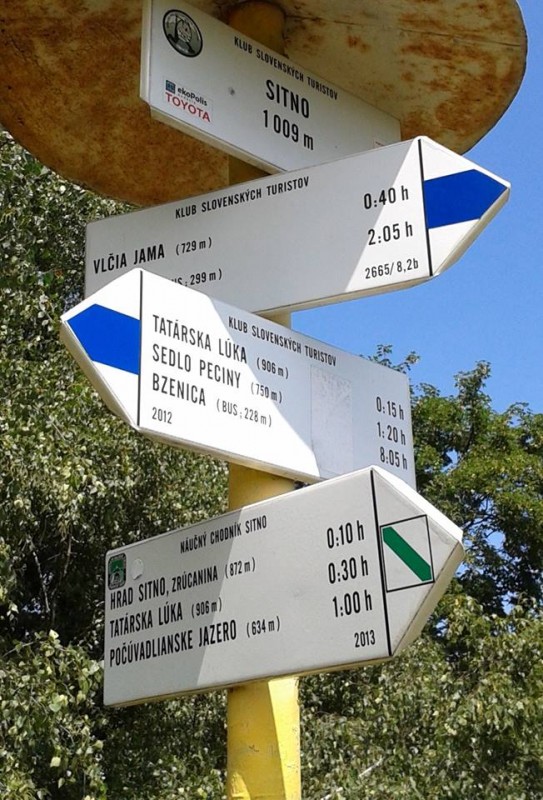 KLUB SLOVENSKÝCH TURISTOV
SITNO
1 009 m
ekoPolis
TOYOTA
KLUB SLOVENSKÝCH TURISTOV
VLČIA JAMA (729 m) 0:40 h
299 m) 2:05 h
2665/8,2b
KLUB SLOVENSKÝCH TURISTOV
TATÁRSKA LÚKA (906 m) 0:15 h
SEDLO PECINY (750 m) 1:20 h
BZENICA (BUS; 228 m) 8:05 h
2012
NÁUČNÝ CHODNÍK SITNO
HRAD SITNO, ZRÚCANINA (872 m) 0:10 h
TATÁRSKA LÚKA (906 m) 0:30 h
POČÚVADLIANSKE JAZERO (634 m) 1:00 h
2013